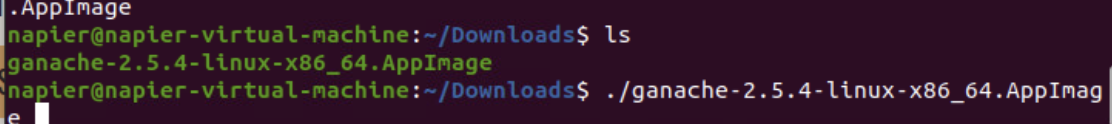 .AppImage
napier@napier-virtual-machine:~/Downloads$ ls
ganache-2.5.4-linux-x86_64.AppImage
napier@napier-virtual-machine:~/Downloads$ ./ganache-2.5.4-linux-x86_64.AppImag
e